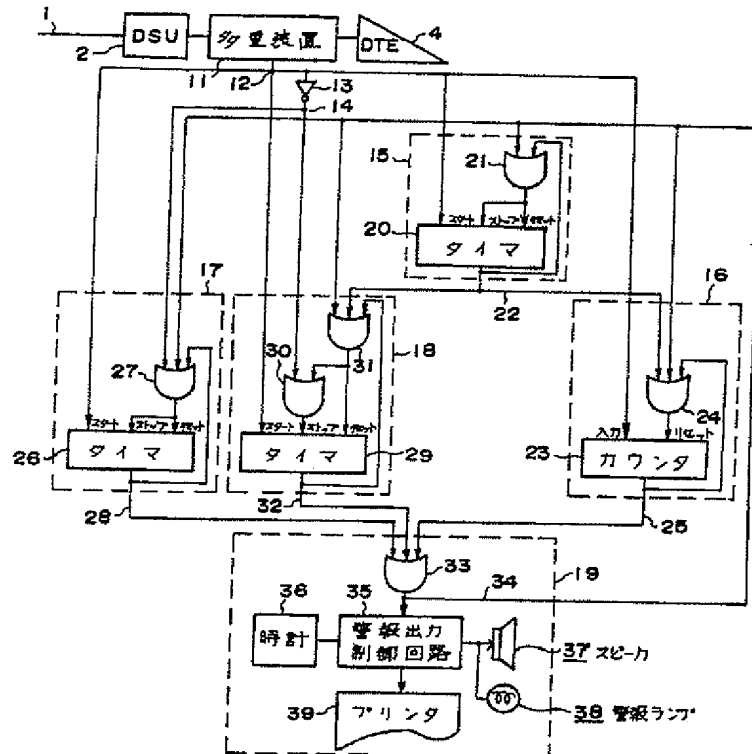 1
DSU
2
多重装置
DTE
4
11
12
13
14
15
21
スタート
ストップ
リセット
20
タイマ
17
16
22
18
27
30
31
24
スタート
ストップ
リセット
スタート
ストップ
リセット
入力
リセット
26
タイマ
タイマ
29
23
カウンタ
28
32
25
33
19
34
36
35
時計
警報出力
制御回路
37 スピーカ
38 警報ランプ
39
プリンタ